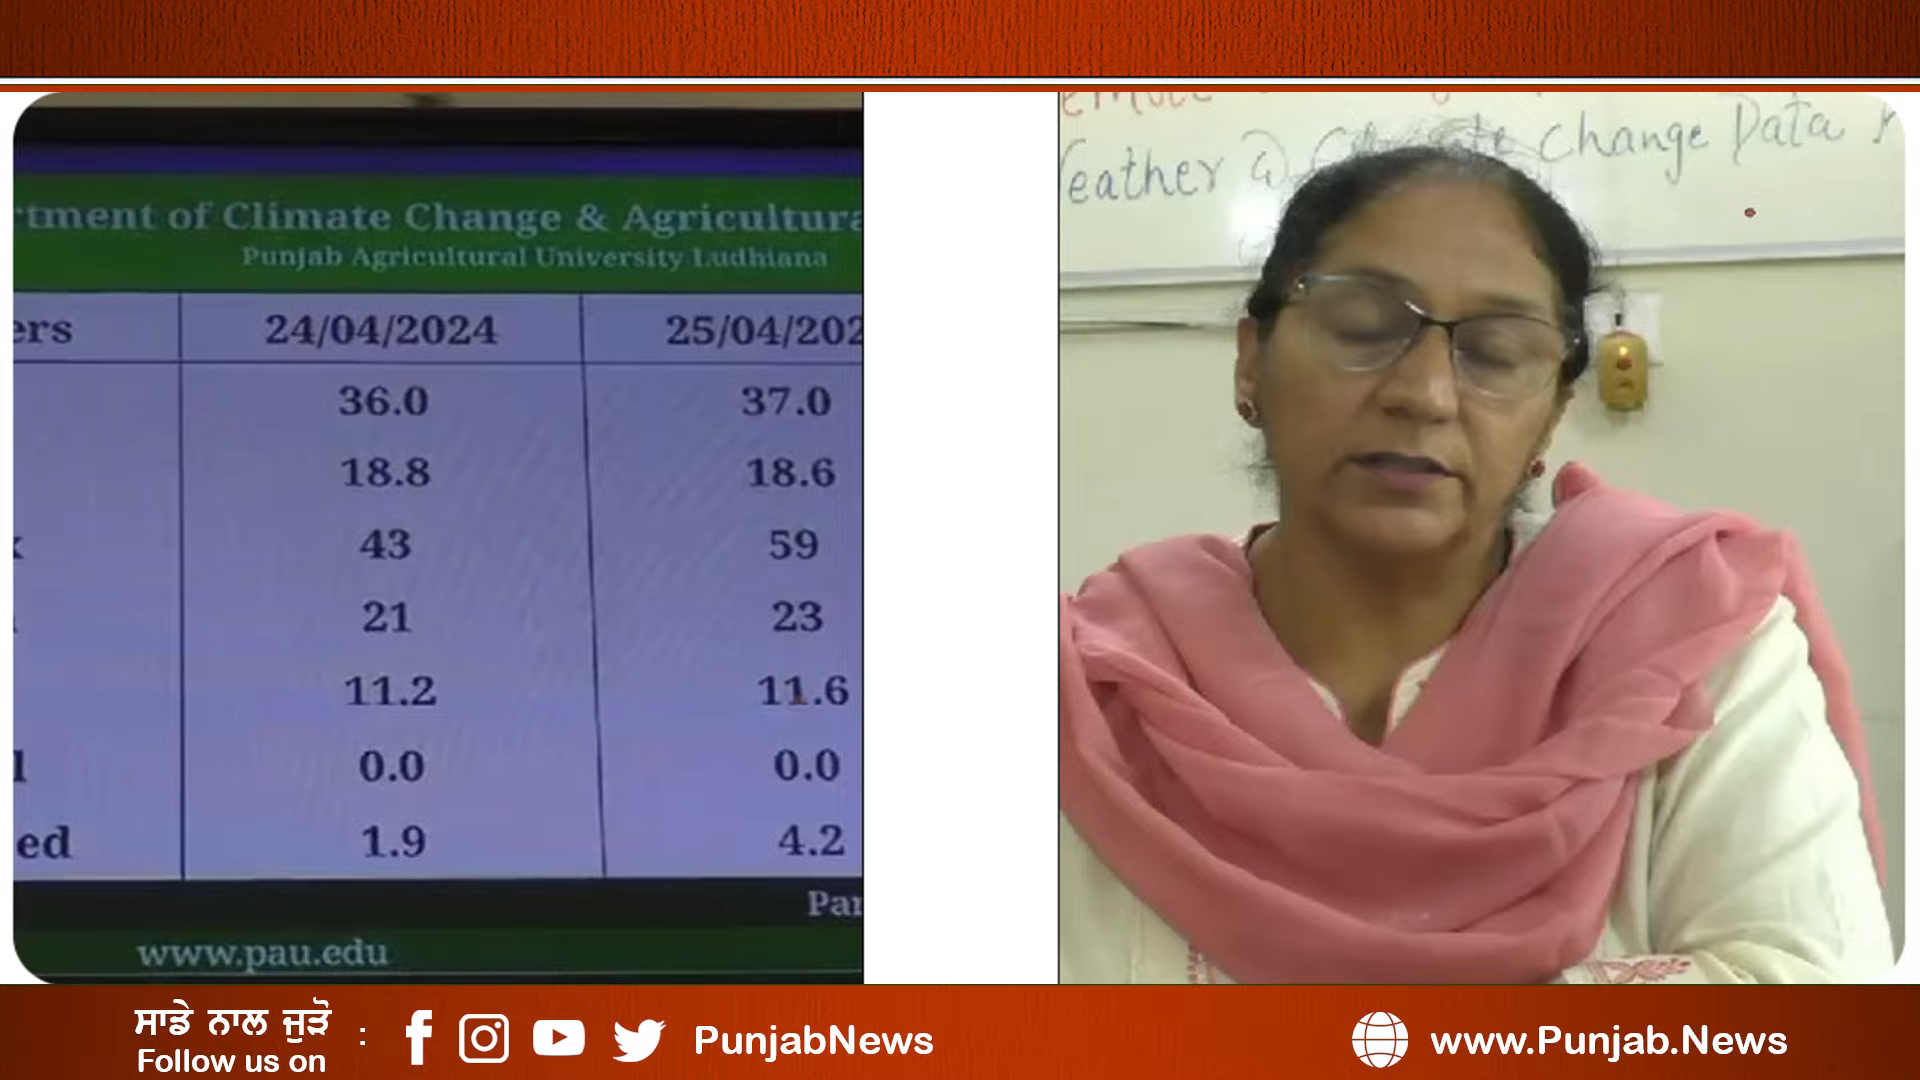 rtment of Climate Change & Agricultura
Punjab Agricultural University Ludhiana
ers 24/04/2024 25/04/202
36.0 37.0
18.8 18.6
x 43 59
21 23
11.2 11.6
l 0.0 0.0
ed 1.9 4.2
Par
www.pau.edu
eather @ Climate Change Data
ਸਾਡੇ ਨਾਲ ਜੁੜੋ :
Follow us on
PunjabNews
www.Punjab.News